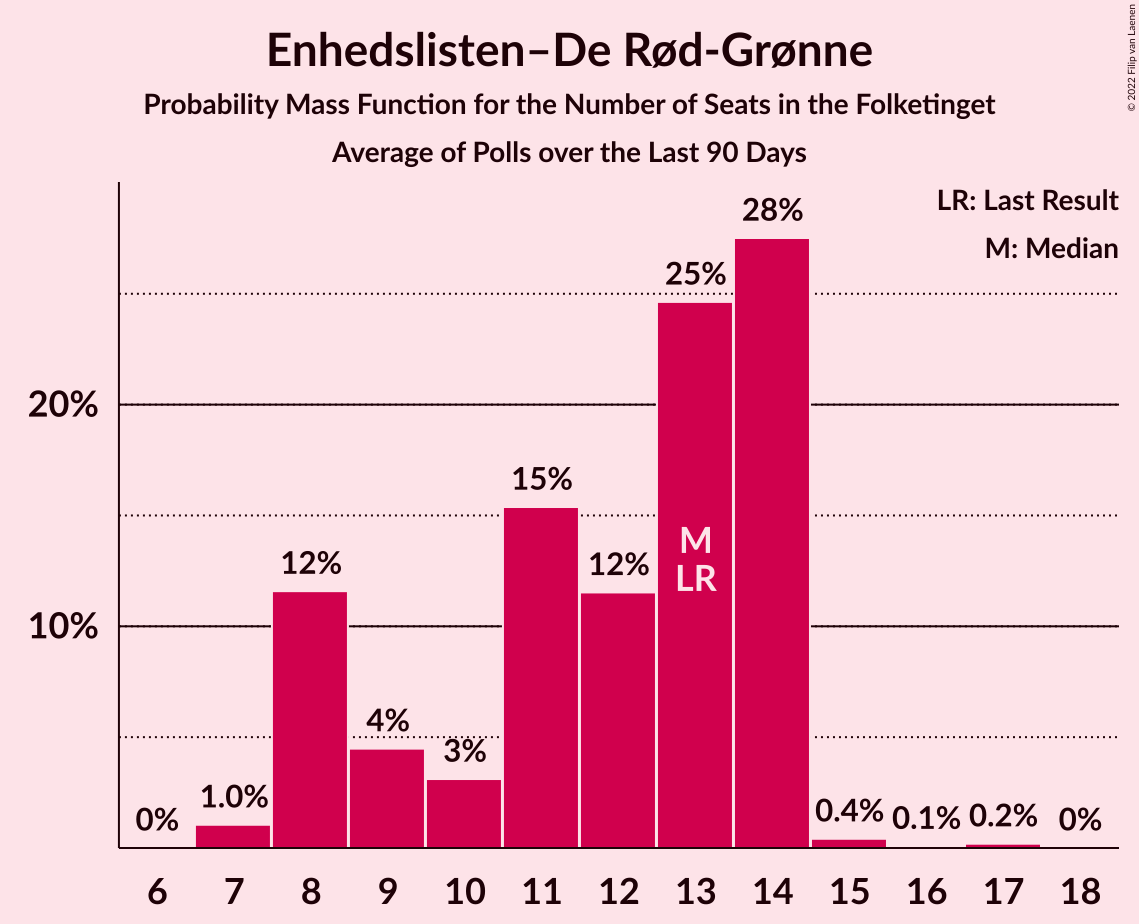 Enhedslisten–De Rød-Grønne
Probability Mass Function for the Number of Seats in the Folketinget
Average of Polls over the Last 90 Days
© 2022 Filip van Laenen
LR: Last Result
M: Median
28%
25%
20%
15%
M
LR
12%
12%
10%
4%
3%
1.0%
0%
0.4%
0.1%
0.2%
0%
6 7 8 9 10 11 12 13 14 15 16 17 18